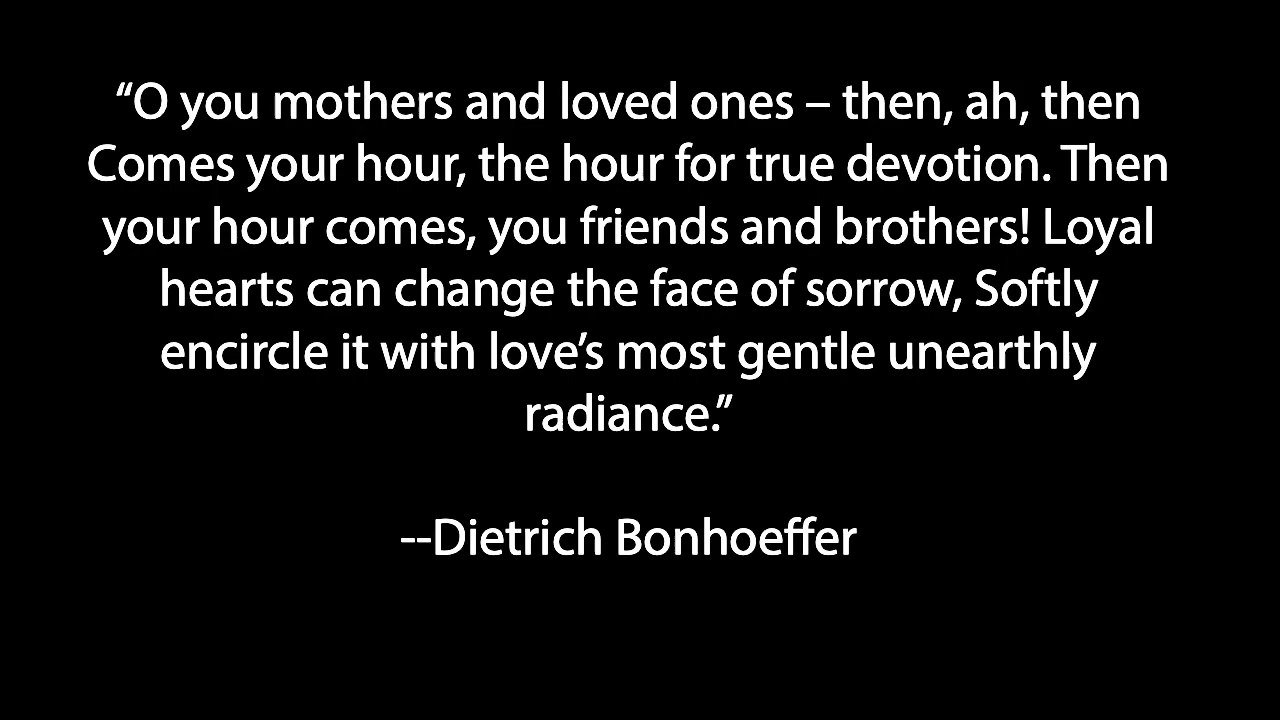 “O you mothers and loved ones – then, ah, then
Comes your hour, the hour for true devotion. Then
your hour comes, you friends and brothers! Loyal
hearts can change the face of sorrow, Softly
encircle it with love’s most gentle unearthly
radiance.”
--Dietrich Bonhoeffer